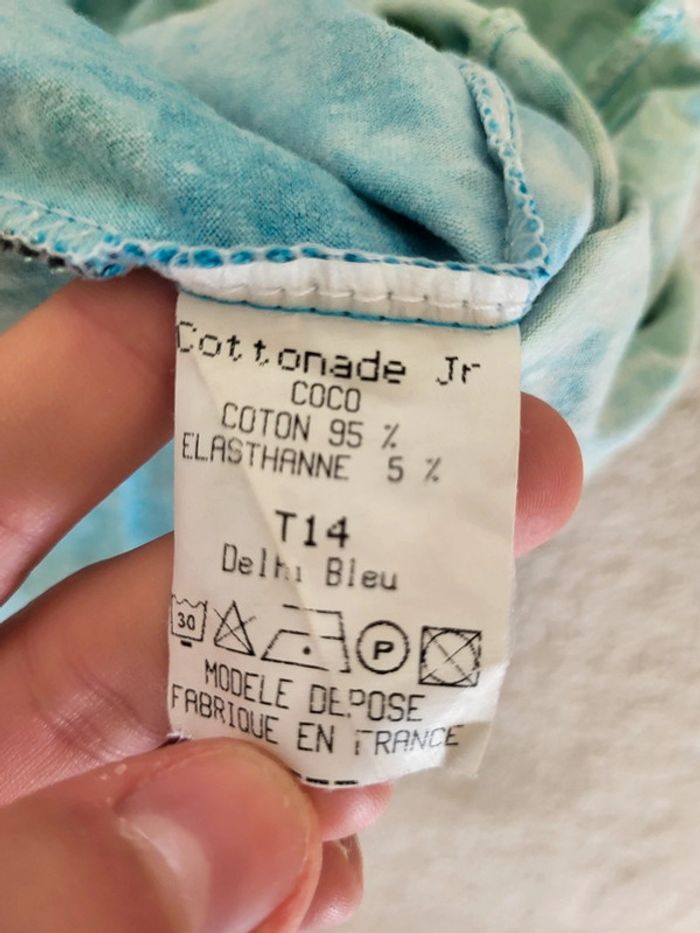 Cottonade Jr
COCO
COTON 95 %
ELASTHANNE 5 %
T14
Delhi Bleu
30
P
MODELE DEPOSE
FABRIQUE EN FRANCE